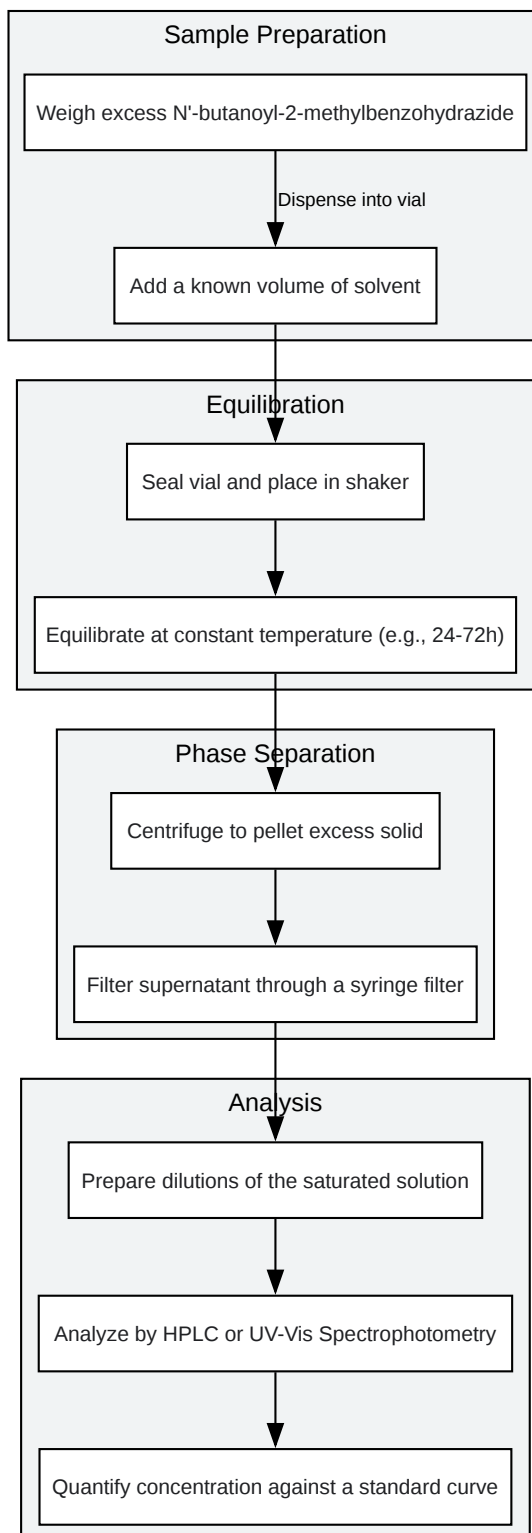 Sample Preparation
Weigh excess N'-butanoyl-2-methylbenzohydrazide
Dispense into vial
Add a known volume of solvent
Equilibration
Seal vial and place in shaker
Equilibrate at constant temperature (e.g., 24-72h)
Phase Separation
Centrifuge to pellet excess solid
Filter supernatant through a syringe filter
Analysis
Prepare dilutions of the saturated solution
Analyze by HPLC or UV-Vis Spectrophotometry
Quantify concentration against a standard curve